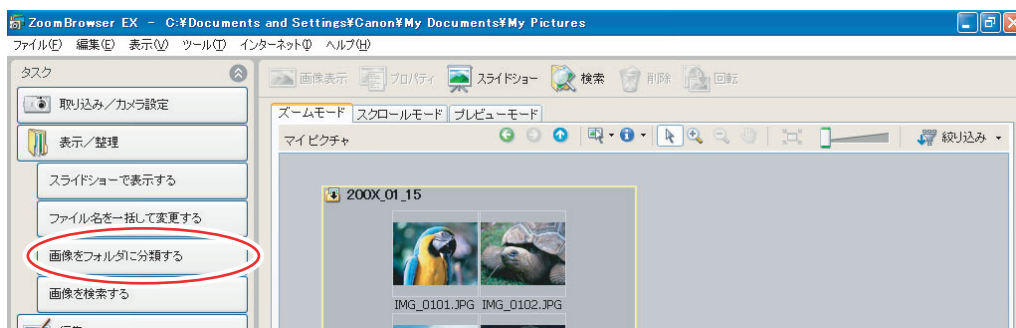 ZoomBrowser EX - C:¥Documents and Settings¥Canon¥My Documents¥My Pictures
ファイル(F) 編集(E) 表示(V) ツール(T) インターネット(I) ヘルプ(H)
タスク
画像表示 プロパティ スライドショー 検索 削除 回転
取り込み/カメラ設定
ズームモード スクロールモード プレビューモード
表示/整理
マイ ピクチャ
絞り込み
スライドショーで表示する
200X_01_15
ファイル名を一括して変更する
画像をフォルダに分類する
画像を検索する
IMG_0101.JPG IMG_0102.JPG